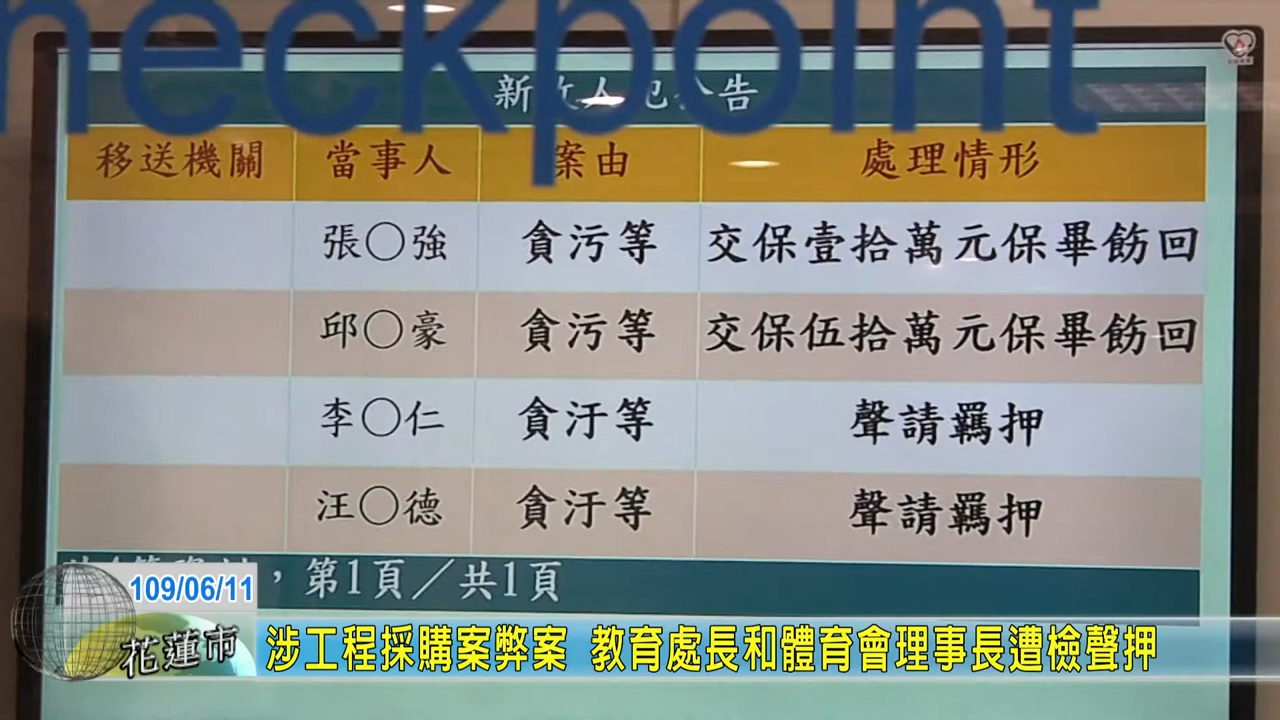 heckpoint
新收人犯公告
移送機關 當事人 案由 處理情形
張○強 貪污等 交保壹拾萬元保畢飭回
邱○豪 貪污等 交保伍拾萬元保畢飭回
李○仁 貪汙等 聲請羈押
汪○德 貪汙等 聲請羈押
，第1頁／共1頁
109/06/11
花蓮市
涉工程採購案弊案 教育處長和體育會理事長遭檢聲押